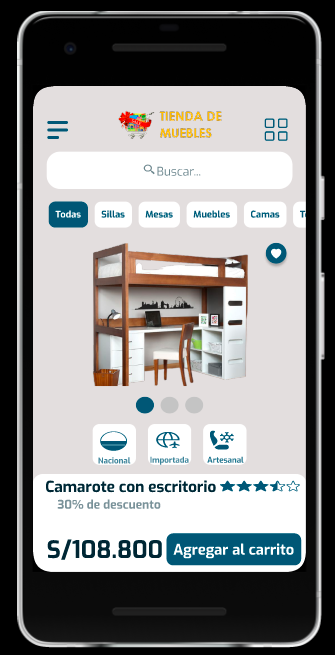 TIENDA DE
MUEBLES
Buscar...
Todas
Sillas
Mesas
Muebles
Camas
Nacional
Importada
Artesanal
Camarote con escritorio
30% de descuento
S/108.800
Agregar al carrito